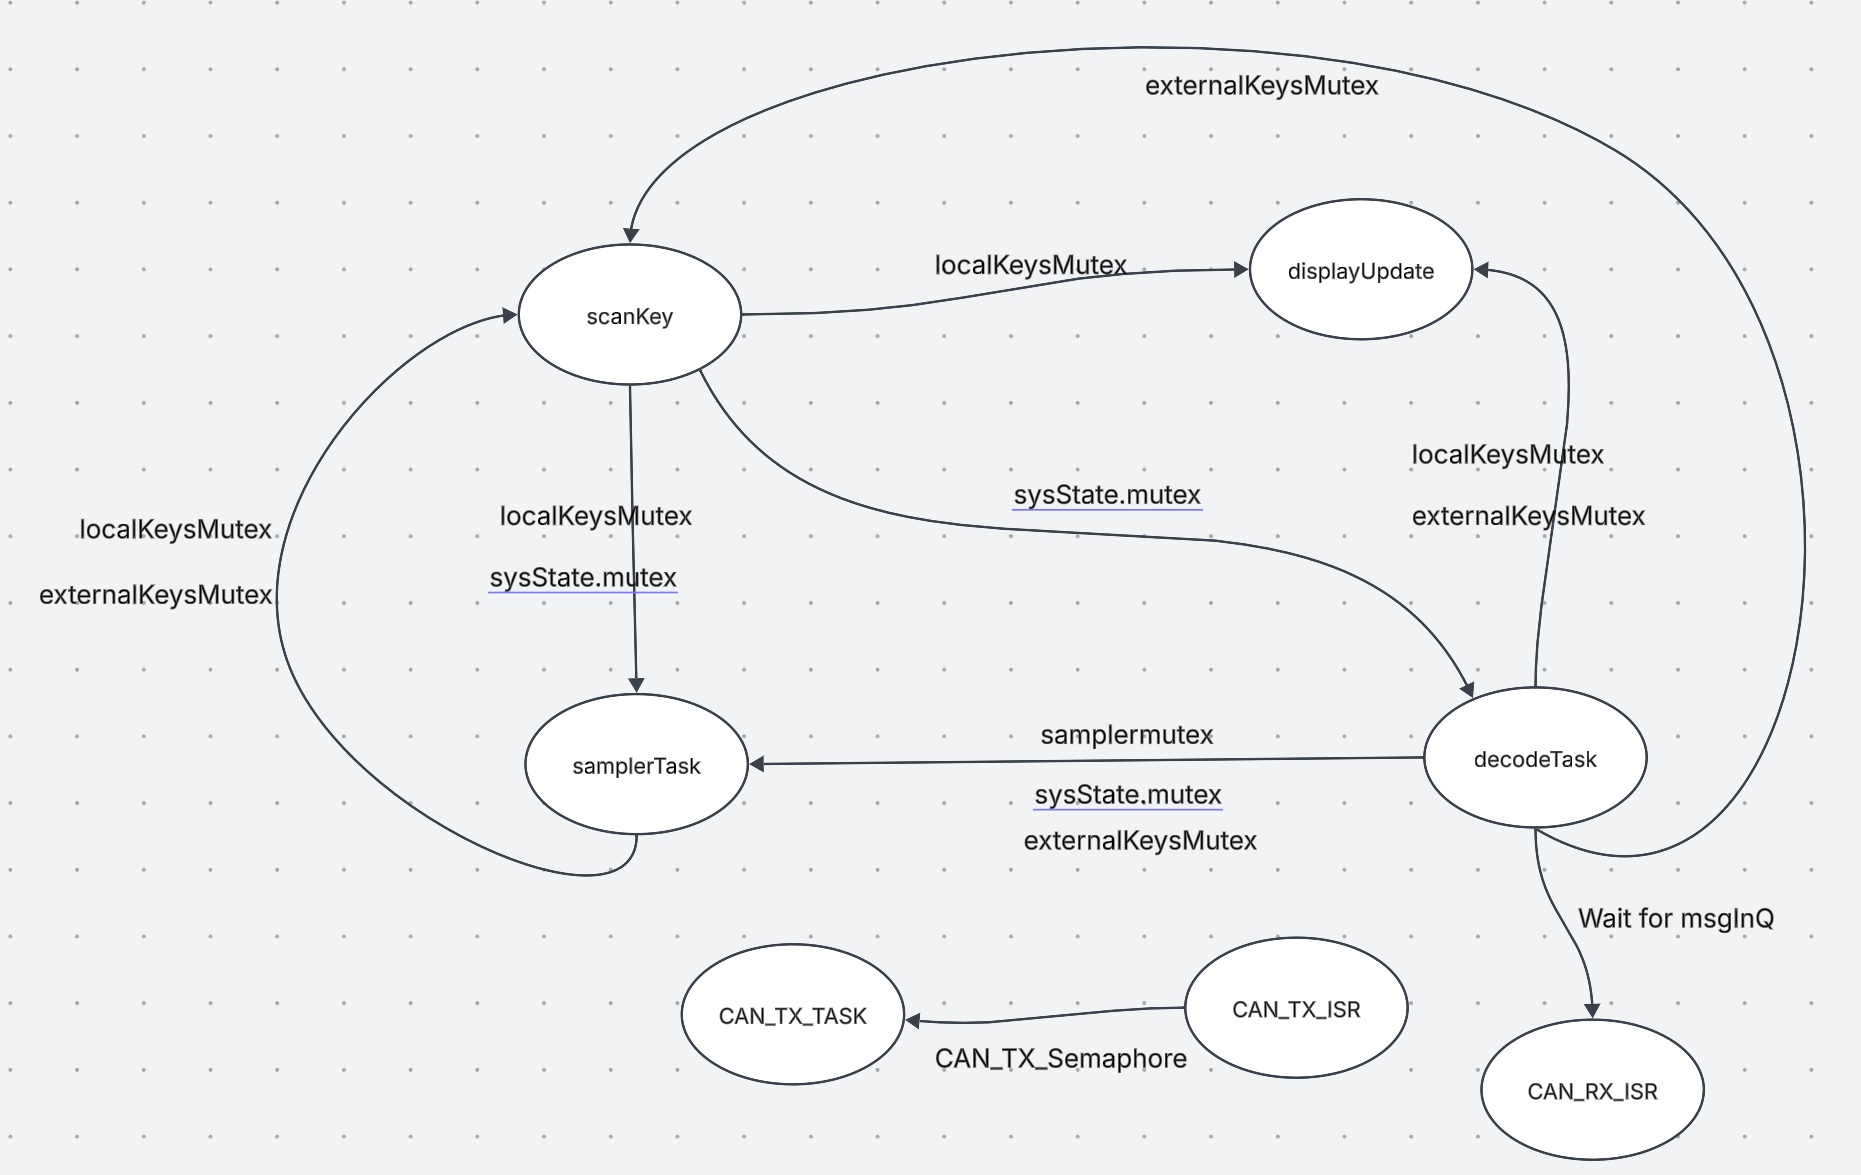 externalKeysMutex
localKeysMutex
displayUpdate
scanKey
localKeysMutex
sysState.mutex
localKeysMutex
externalKeysMutex
localKeysMutex
sysState.mutex
localKeysMutex
externalKeysMutex
samplermutex
samplerTask
decodeTask
sysState.mutex
externalKeysMutex
Wait for msgInQ
CAN_TX_TASK
CAN_TX_ISR
CAN_TX_Semaphore
CAN_RX_ISR